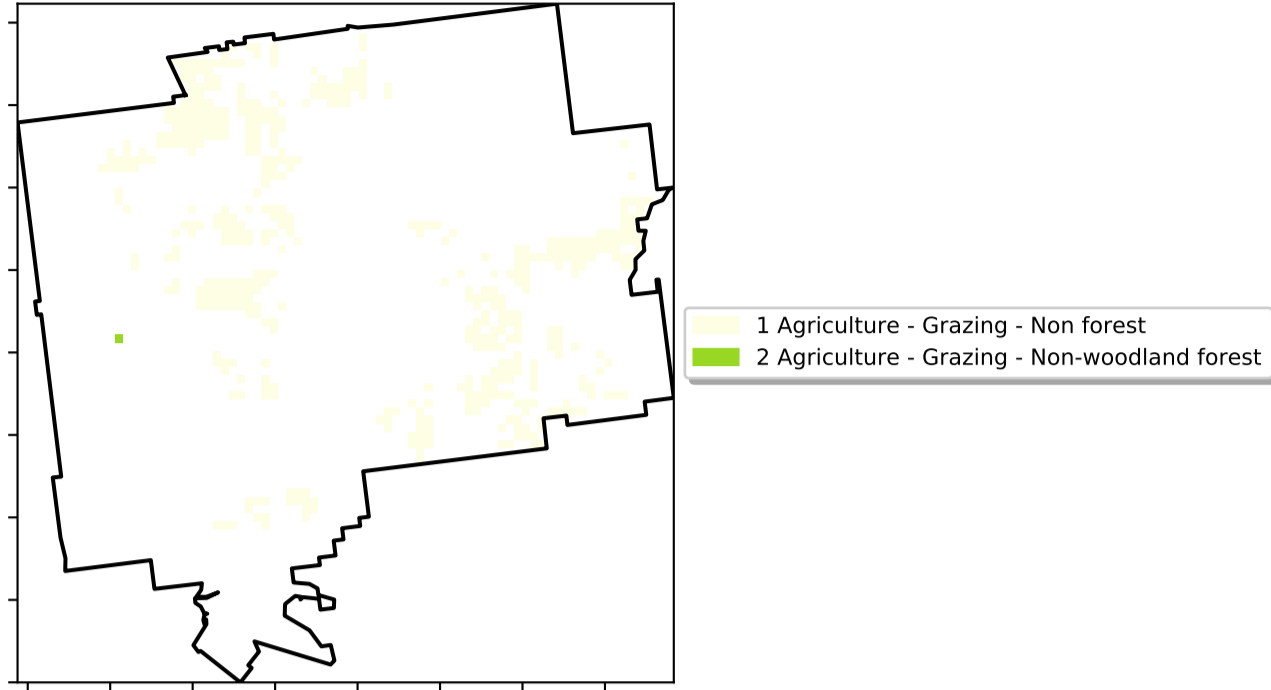 1 Agriculture - Grazing - Non forest
2 Agriculture - Grazing - Non-woodland forest